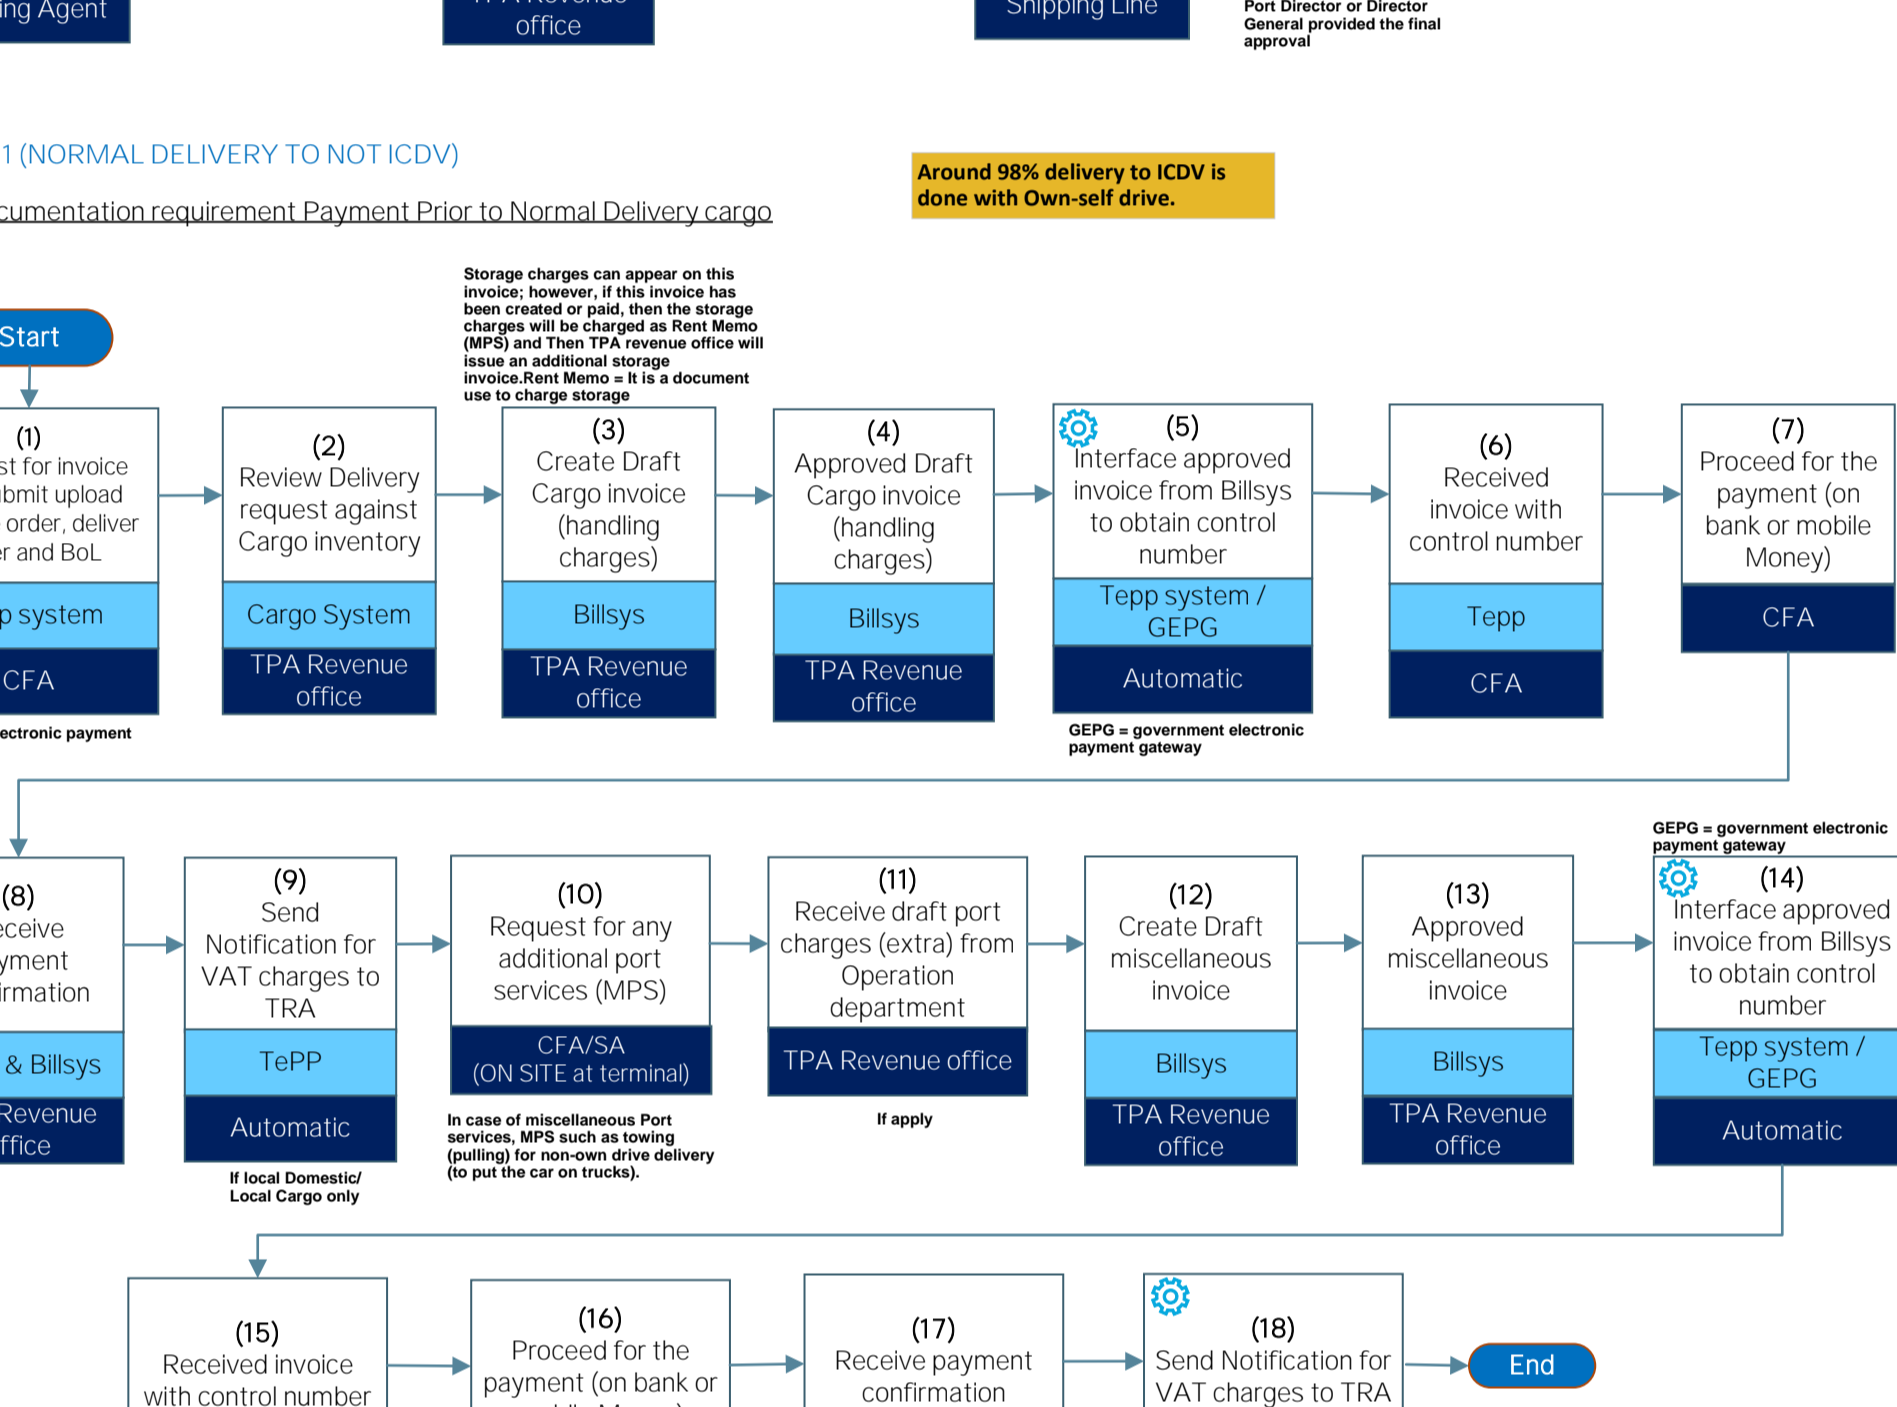 ing Agent
TPA Revenue
office
Shipping Line
Port Director or Director
General provided the final
approval
1 (NORMAL DELIVERY TO NOT ICDV)
Around 98% delivery to ICDV is
done with Own-self drive.
cumentation requirement Payment Prior to Normal Delivery cargo
Storage charges can appear on this
invoice; however, if this invoice has
been created or paid, then the storage
charges will be charged as Rent Memo
(MPS) and Then TPA revenue office will
issue an additional storage
invoice.Rent Memo = It is a document
use to charge storage
Start
(1)
st for invoice
bmit upload
order, deliver
r and BoL
p system
CFA
ectronic payment
(2)
Review Delivery
request against
Cargo inventory
Cargo System
TPA Revenue
office
(3)
Create Draft
Cargo invoice
(handling
charges)
Billsys
TPA Revenue
office
(4)
Approved Draft
Cargo invoice
(handling
charges)
Billsys
TPA Revenue
office
(5)
Interface approved
invoice from Billsys
to obtain control
number
Tepp system /
GEPG
Automatic
GEPG = government electronic
payment gateway
(6)
Received
invoice with
control number
Tepp
CFA
(7)
Proceed for the
payment (on
bank or mobile
Money)
CFA
(8)
eceive
yment
irmation
& Billsys
Revenue
ffice
(9)
Send
Notification for
VAT charges to
TRA
TePP
Automatic
If local Domestic/
Local Cargo only
(10)
Request for any
additional port
services (MPS)
CFA/SA
(ON SITE at terminal)
In case of miscellaneous Port
services, MPS such as towing
(pulling) for non-own drive delivery
(to put the car on trucks).
(11)
Receive draft port
charges (extra) from
Operation
department
TPA Revenue office
If apply
(12)
Create Draft
miscellaneous
invoice
Billsys
TPA Revenue
office
(13)
Approved
miscellaneous
invoice
Billsys
TPA Revenue
office
GEPG = government electronic
payment gateway
(14)
Interface approved
invoice from Billsys
to obtain control
number
Tepp system /
GEPG
Automatic
(15)
Received invoice
with control number
(16)
Proceed for the
payment (on bank or
(17)
Receive payment
confirmation
(18)
Send Notification for
VAT charges to TRA
End